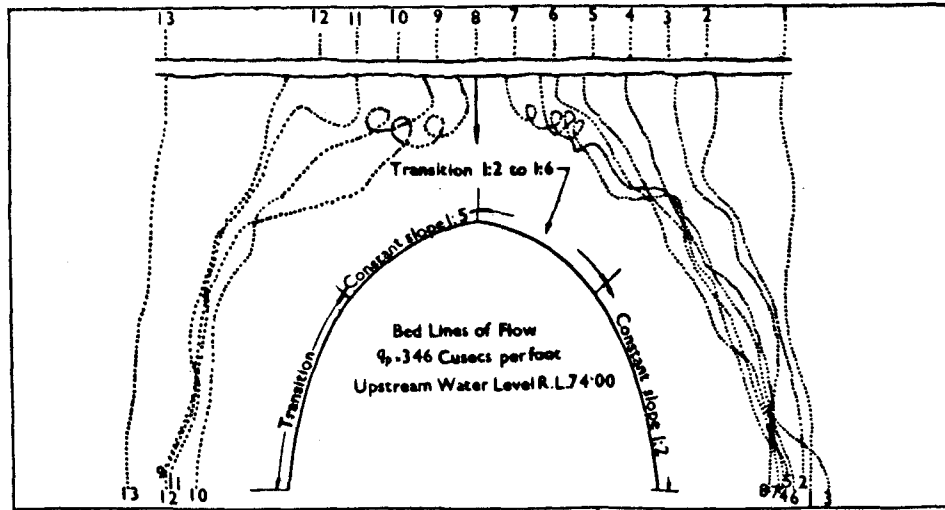 13 12 11 10 9 8 7 6 5 4 3 2 1
Transition 1:2 to 1:6
Constant slope 1:5
Transition
Constant slope 1:2
Bed Lines of Flow
qp.346 Cusecs per foot
Upstream Water Level R.L.74·00
13 12 11 10 8 7 4 6 5 2 1 3